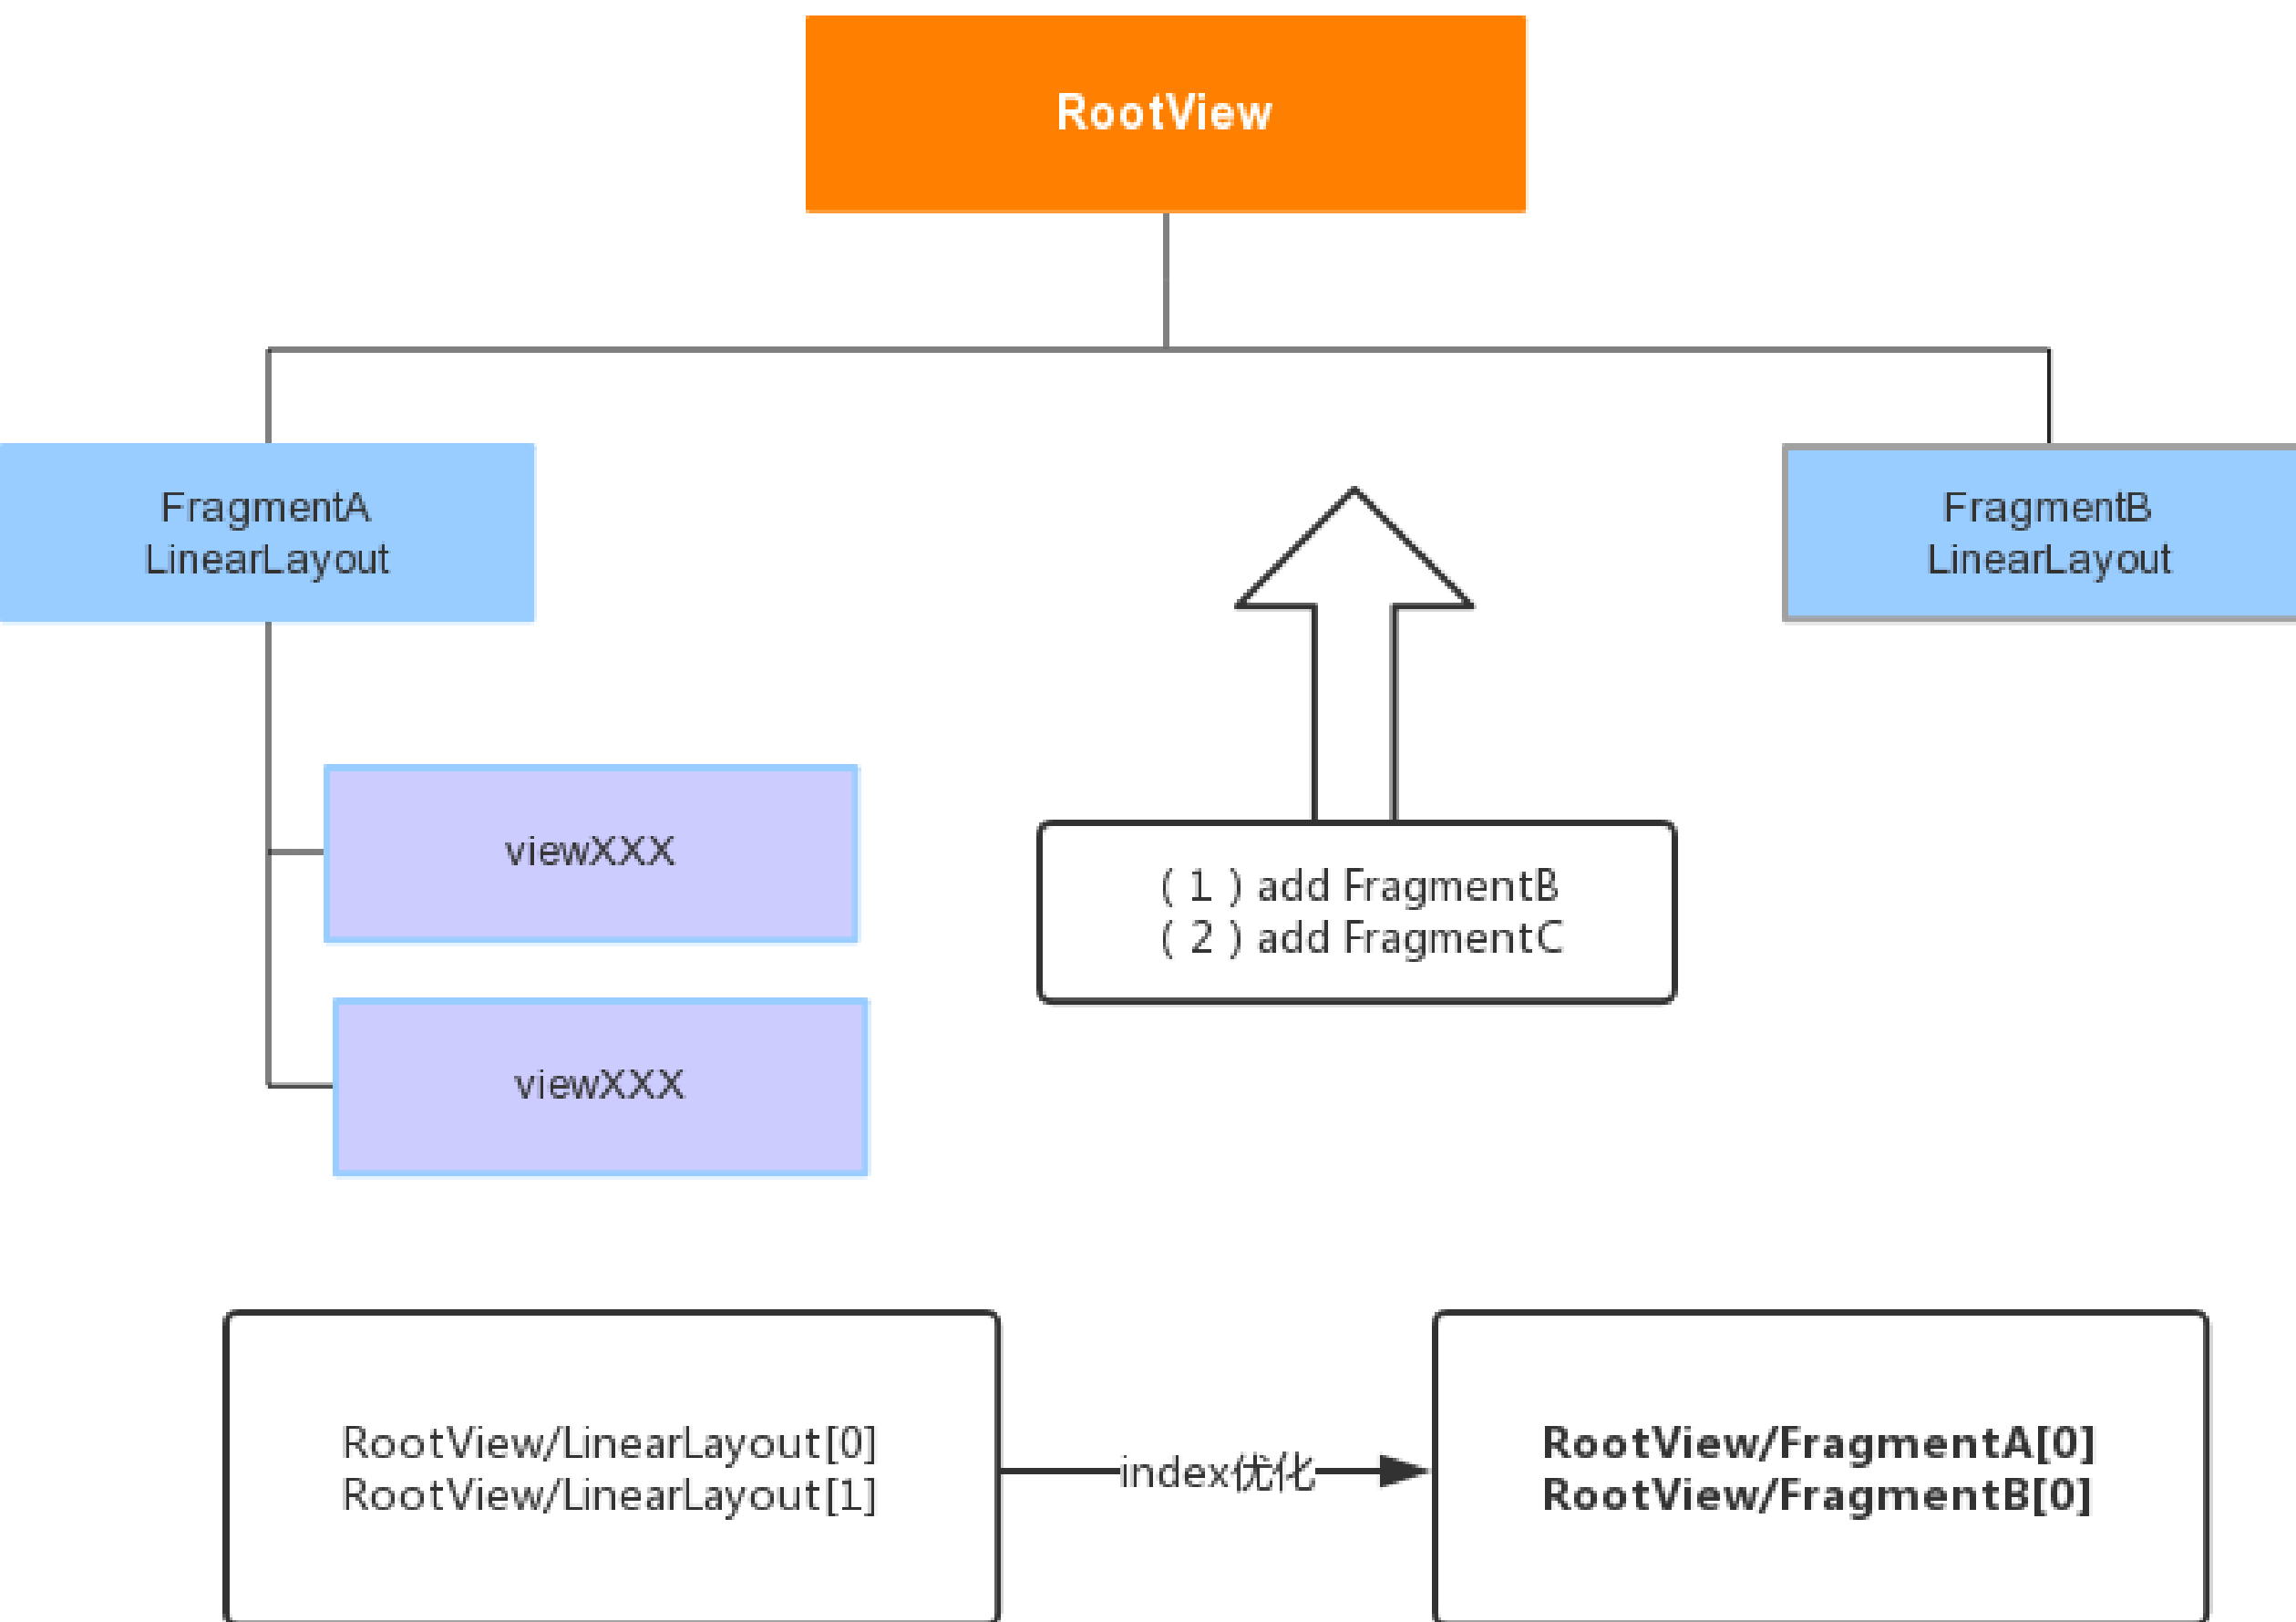 RootView
FragmentA
LinearLayout
FragmentB
LinearLayout
viewXXX
( 1 ) add FragmentB
( 2 ) add FragmentC
viewXXX
RootView/LinearLayout[0]
RootView/LinearLayout[1]
index优化
RootView/FragmentA[0]
RootView/FragmentB[0]